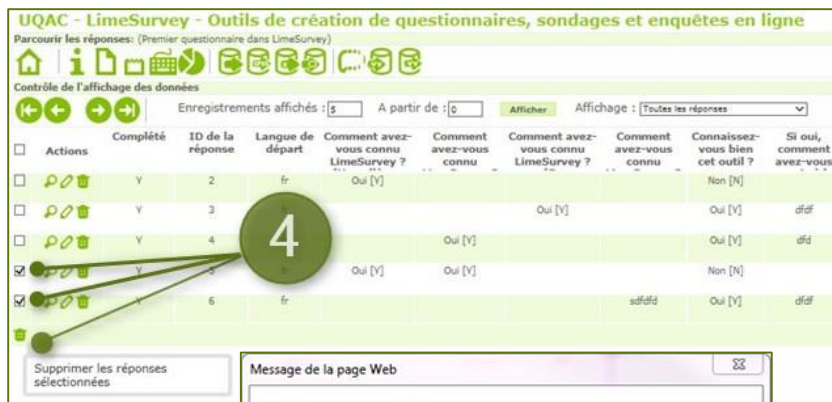 UQAC - LimeSurvey - Outils de création de questionnaires, sondages et enquêtes en ligne
Parcourir les réponses: (Premier questionnaire dans LimeSurvey)
Contrôle de l'affichage des données
Enregistrements affichés : 5 A partir de : 0 Afficher Affichage : Toutes les réponses
Actions Complété ID de la réponse Langue de départ Comment avez-vous connu LimeSurvey ? Comment avez-vous connu Comment avez-vous connu LimeSurvey ? Comment avez-vous connu Connaissez-vous bien cet outil ? Si oui, comment avez-vous
Y 2 fr Oui [Y] Non [N]
Y 3 Oui [Y] Oui [Y] dfdf
Y 4 Oui [Y] Oui [Y] dfd
4
Y Oui [Y] Oui [Y] Non [N]
Y 6 fr sdfdfd Oui [Y] dfdf
Supprimer les réponses
sélectionnées
Message de la page Web